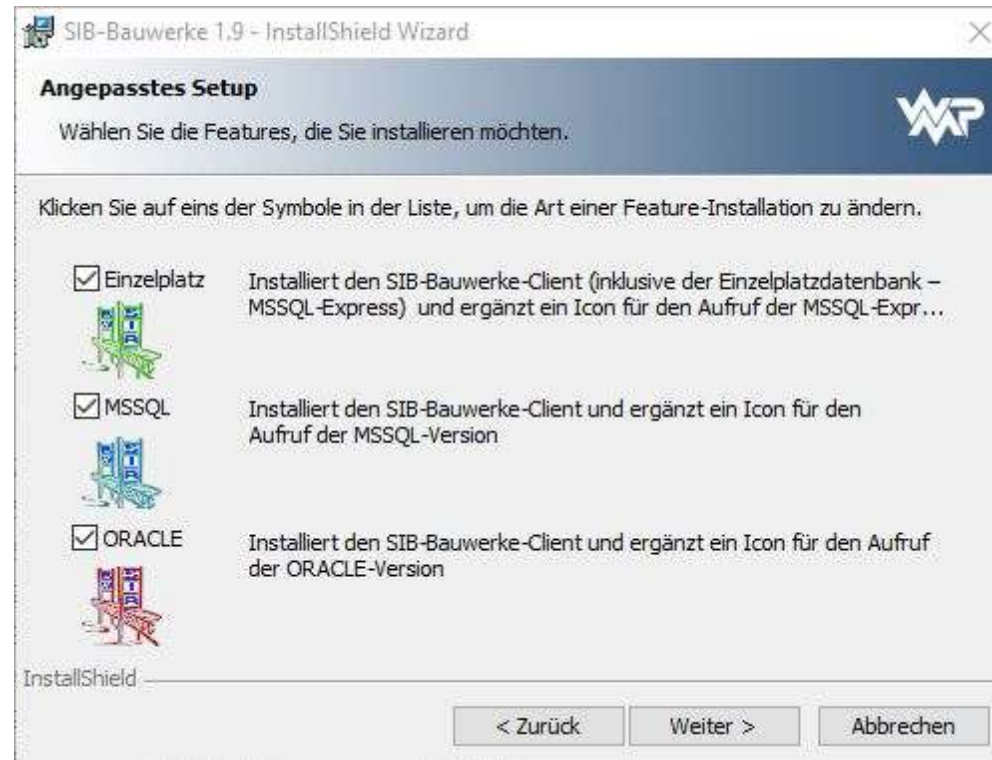 SIB-Bauwerke 1.9 - InstallShield Wizard
Angepasstes Setup
Wählen Sie die Features, die Sie installieren möchten.
Klicken Sie auf eins der Symbole in der Liste, um die Art einer Feature-Installation zu ändern.
Einzelplatz
Installiert den SIB-Bauwerke-Client (inklusive der Einzelplatzdatenbank –
MSSQL-Express) und ergänzt ein Icon für den Aufruf der MSSQL-Expr...
MSSQL
Installiert den SIB-Bauwerke-Client und ergänzt ein Icon für den
Aufruf der MSSQL-Version
ORACLE
Installiert den SIB-Bauwerke-Client und ergänzt ein Icon für den Aufruf
der ORACLE-Version
InstallShield
< Zurück
Weiter >
Abbrechen